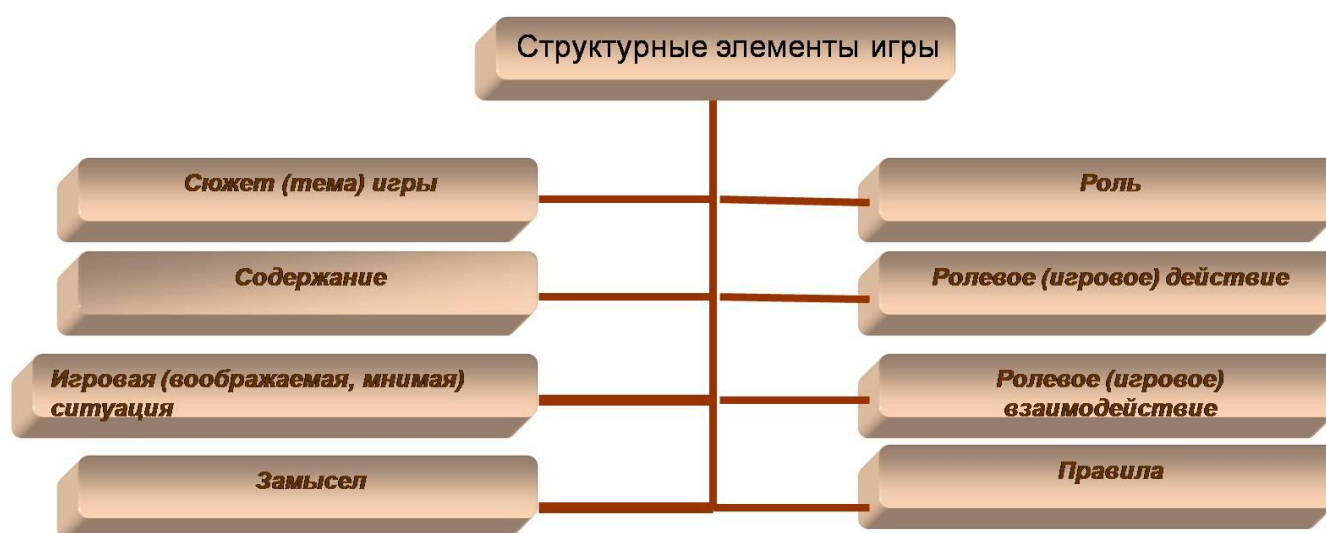 Структурные элементы игры
Сюжет (тема) игры
Роль
Содержание
Ролевое (игровое) действие
Игровая (воображаемая, мнимая)
ситуация
Ролевое (игровое)
взаимодействие
Замысел
Правила